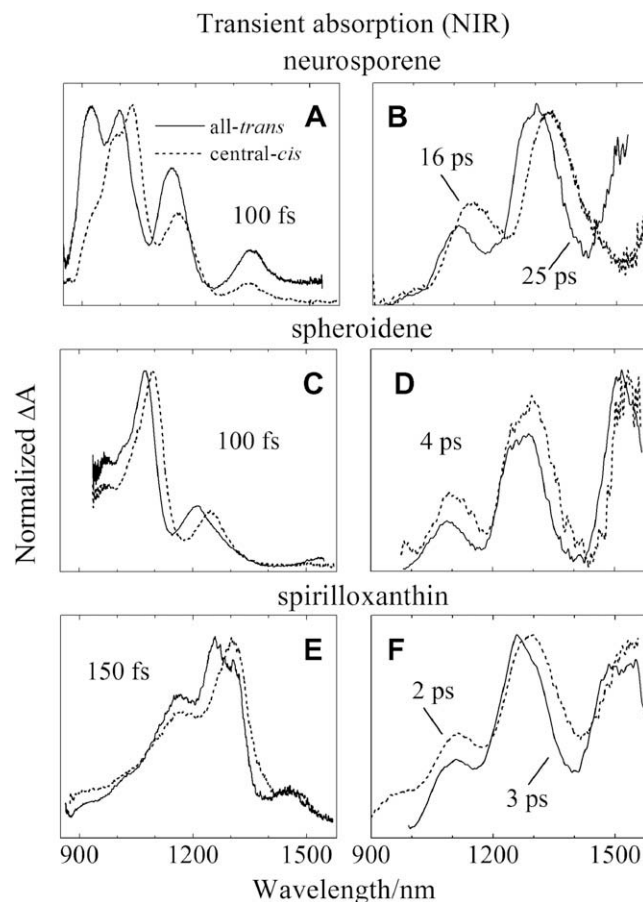 Transient absorption (NIR)
neurosporene
A
all-trans
central-cis
100 fs
B
16 ps
25 ps
spheroidene
C
100 fs
D
4 ps
spirilloxanthin
E
150 fs
F
2 ps
3 ps
Normalized ΔA
900 1200 1500 900 1200 1500
Wavelength/nm